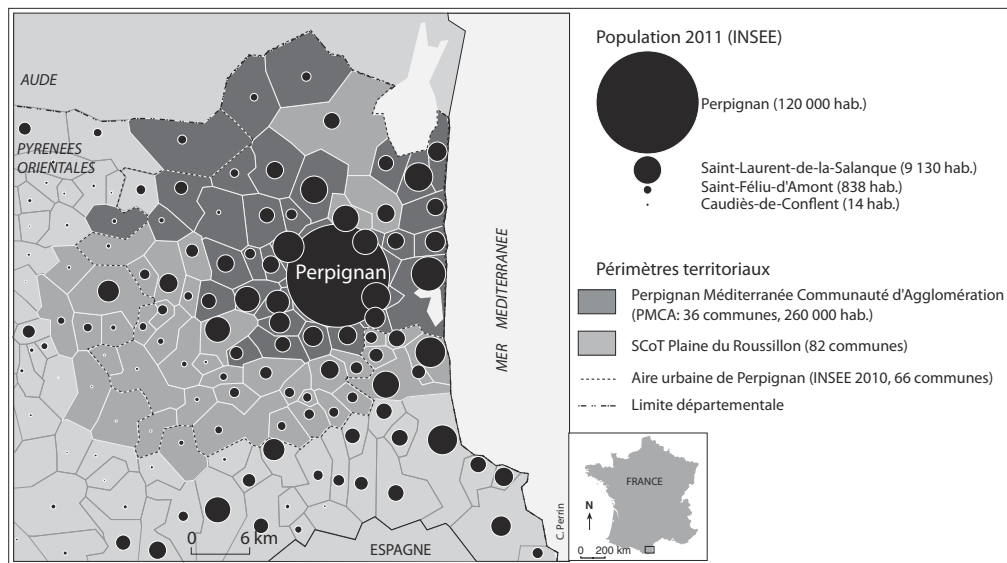 AUDE
PYRENEES
ORIENTALES
Perpignan
MER MEDITERRANEE
ESPAGNE
0 6 km
C. Perrin
Population 2011 (INSEE)
Perpignan (120 000 hab.)
Saint-Laurent-de-la-Salanque (9 130 hab.)
Saint-Féliu-d'Amont (838 hab.)
Caudiès-de-Conflent (14 hab.)
Périmètres territoriaux
Perpignan Méditerranée Communauté d'Agglomération
(PMCA: 36 communes, 260 000 hab.)
SCoT Plaine du Roussillon (82 communes)
Aire urbaine de Perpignan (INSEE 2010, 66 communes)
Limite départementale
FRANCE
N
0 200 km